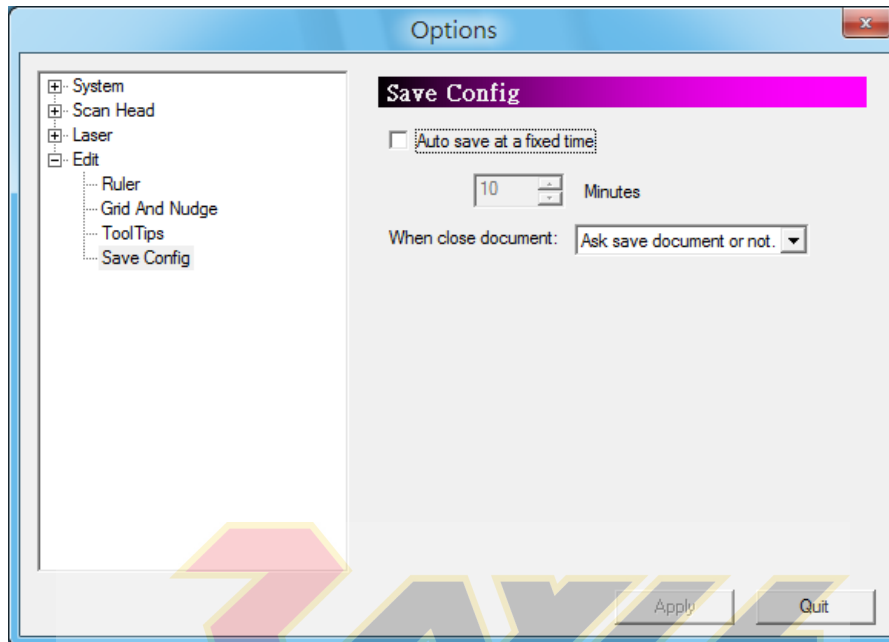 Options
System
Scan Head
Laser
Edit
Ruler
Grid And Nudge
ToolTips
Save Config
Save Config
Auto save at a fixed time
10 Minutes
When close document: Ask save document or not.
Apply Quit